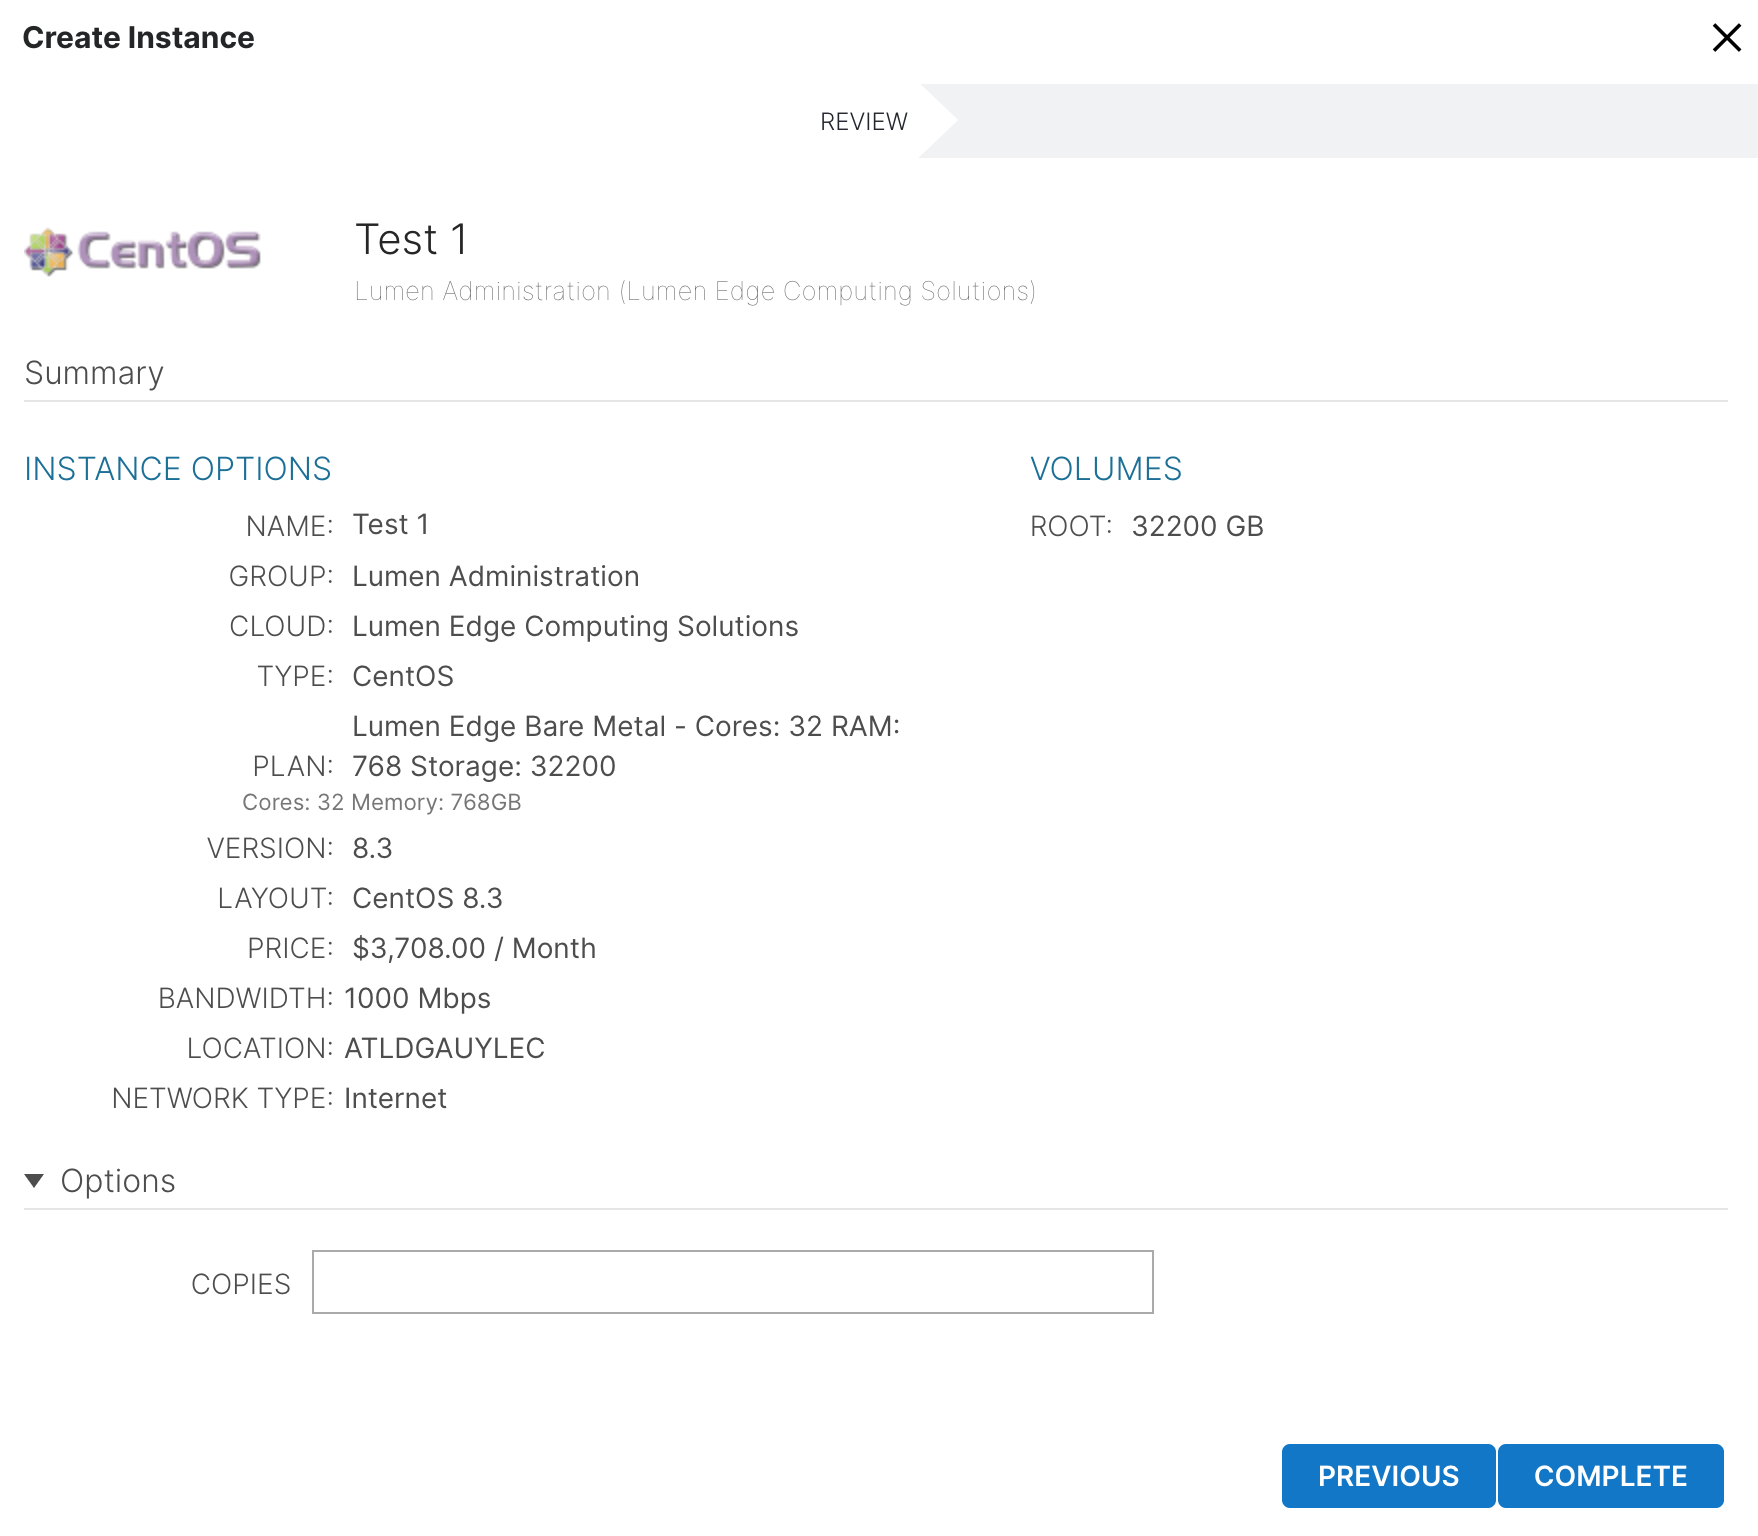 Create Instance
REVIEW
CentOS
Test 1
Lumen Administration (Lumen Edge Computing Solutions)
Summary
INSTANCE OPTIONS
NAME: Test 1
GROUP: Lumen Administration
CLOUD: Lumen Edge Computing Solutions
TYPE: CentOS
Lumen Edge Bare Metal - Cores: 32 RAM:
PLAN: 768 Storage: 32200
Cores: 32 Memory: 768GB
VERSION: 8.3
LAYOUT: CentOS 8.3
PRICE: $3,708.00 / Month
BANDWIDTH: 1000 Mbps
LOCATION: ATLDGAUYLEC
NETWORK TYPE: Internet
VOLUMES
ROOT: 32200 GB
Options
COPIES
PREVIOUS
COMPLETE